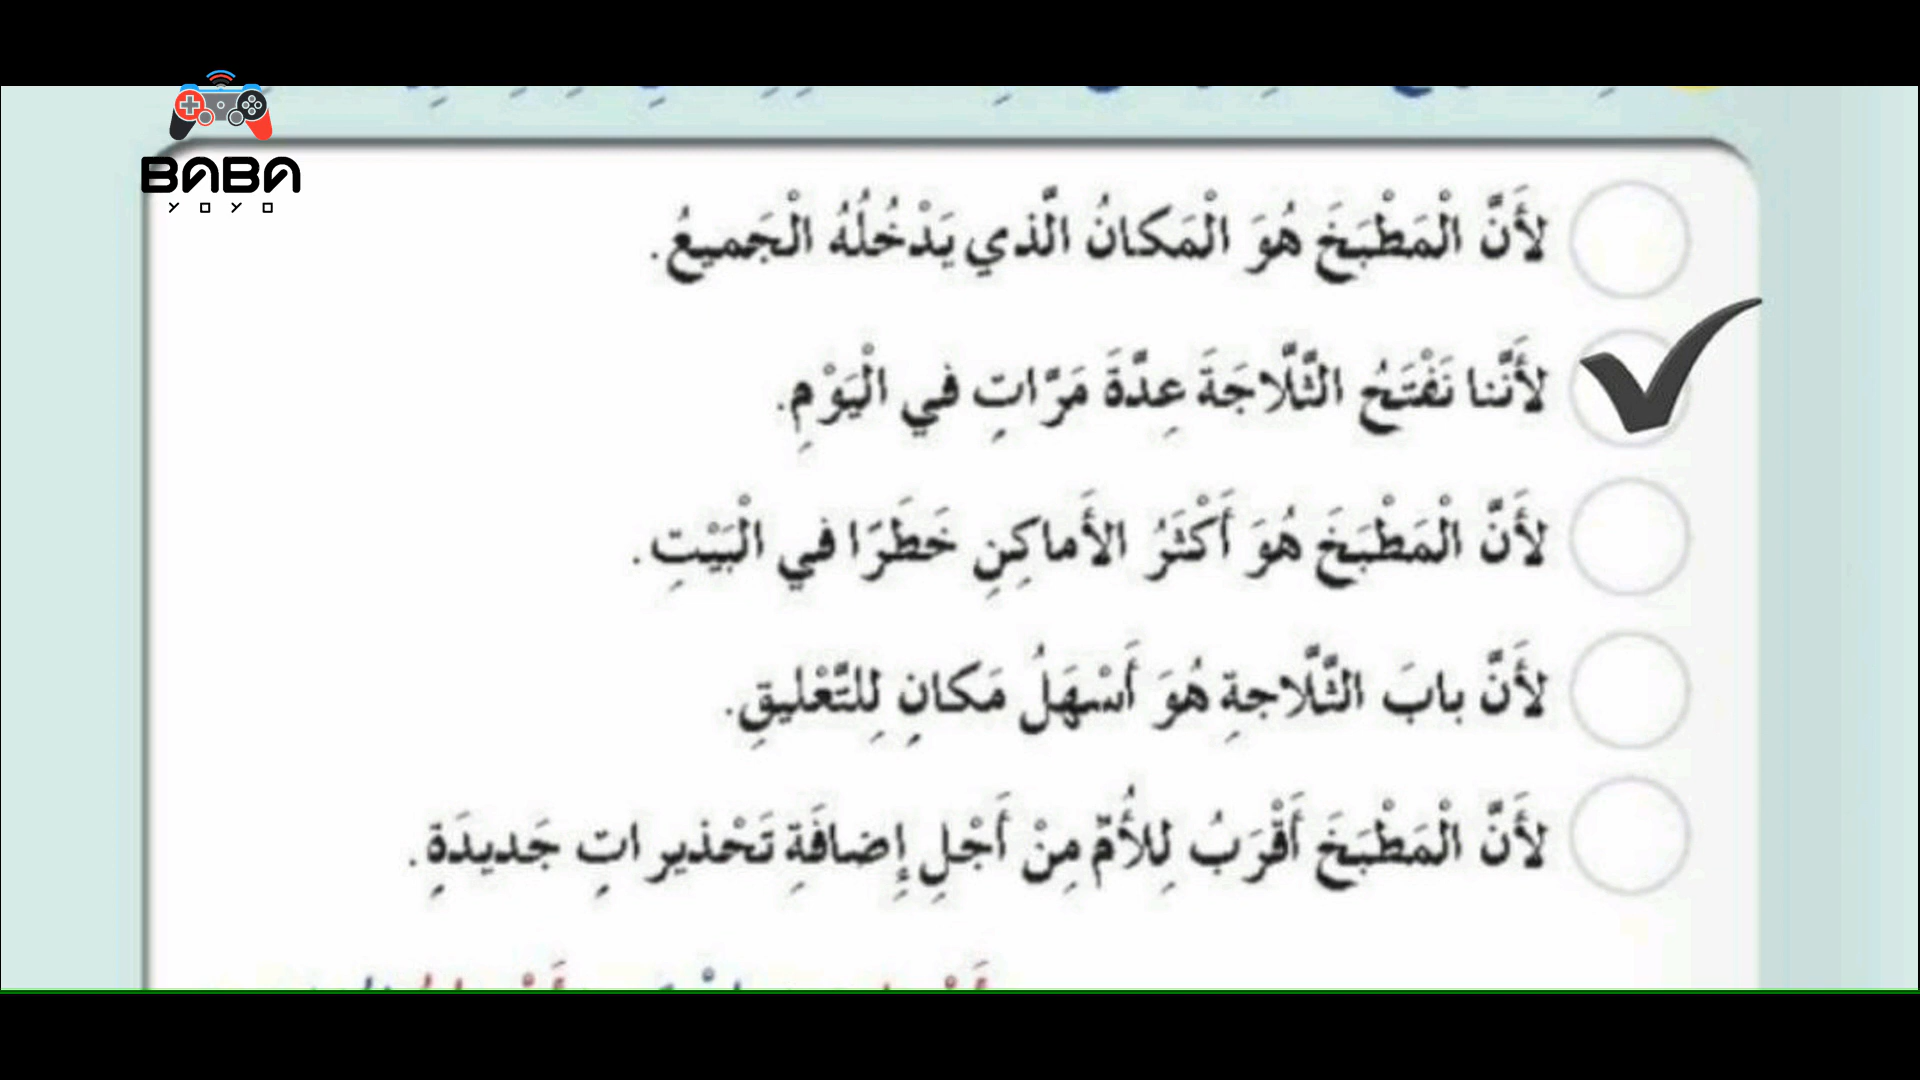 BABA
YOYO
لأَنَّ الْمَطْبَخَ هُوَ الْمَكانُ الَّذي يَدْخُلُهُ الْجَميعُ.
لأَنَّنا نَفْتَحُ الثَّلّاجَةَ عِدَّةَ مَرّاتٍ في الْيَوْمِ.
لأَنَّ الْمَطْبَخَ هُوَ أَكْثَرُ الأَماكِنِ خَطَرًا في الْبَيْتِ.
لأَنَّ بابَ الثَّلّاجةِ هُوَ أَسْهَلُ مَكانٍ لِلتَّعْليقِ.
لأَنَّ الْمَطْبَخَ أَقْرَبُ لِلأُمِّ مِنْ أَجْلِ إِضافَةِ تَحْذيراتٍ جَديدَةٍ.